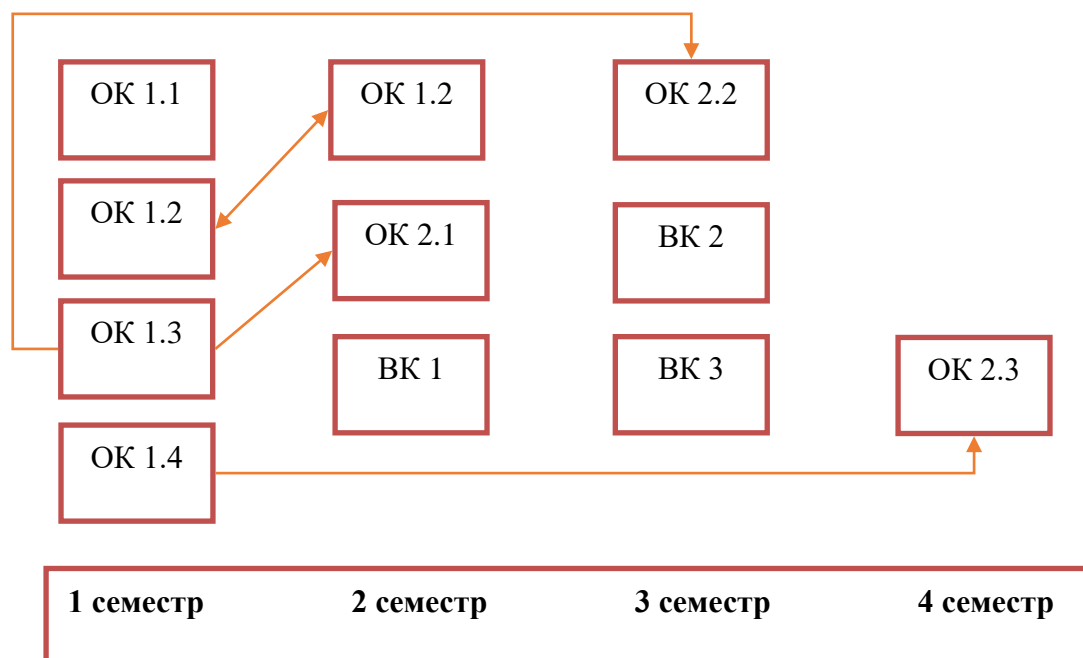 ОК 1.1
ОК 1.2
ОК 2.2
ОК 1.2
ОК 2.1
ВК 2
ОК 1.3
ВК 1
ВК 3
ОК 2.3
ОК 1.4
1 семестр
2 семестр
3 семестр
4 семестр